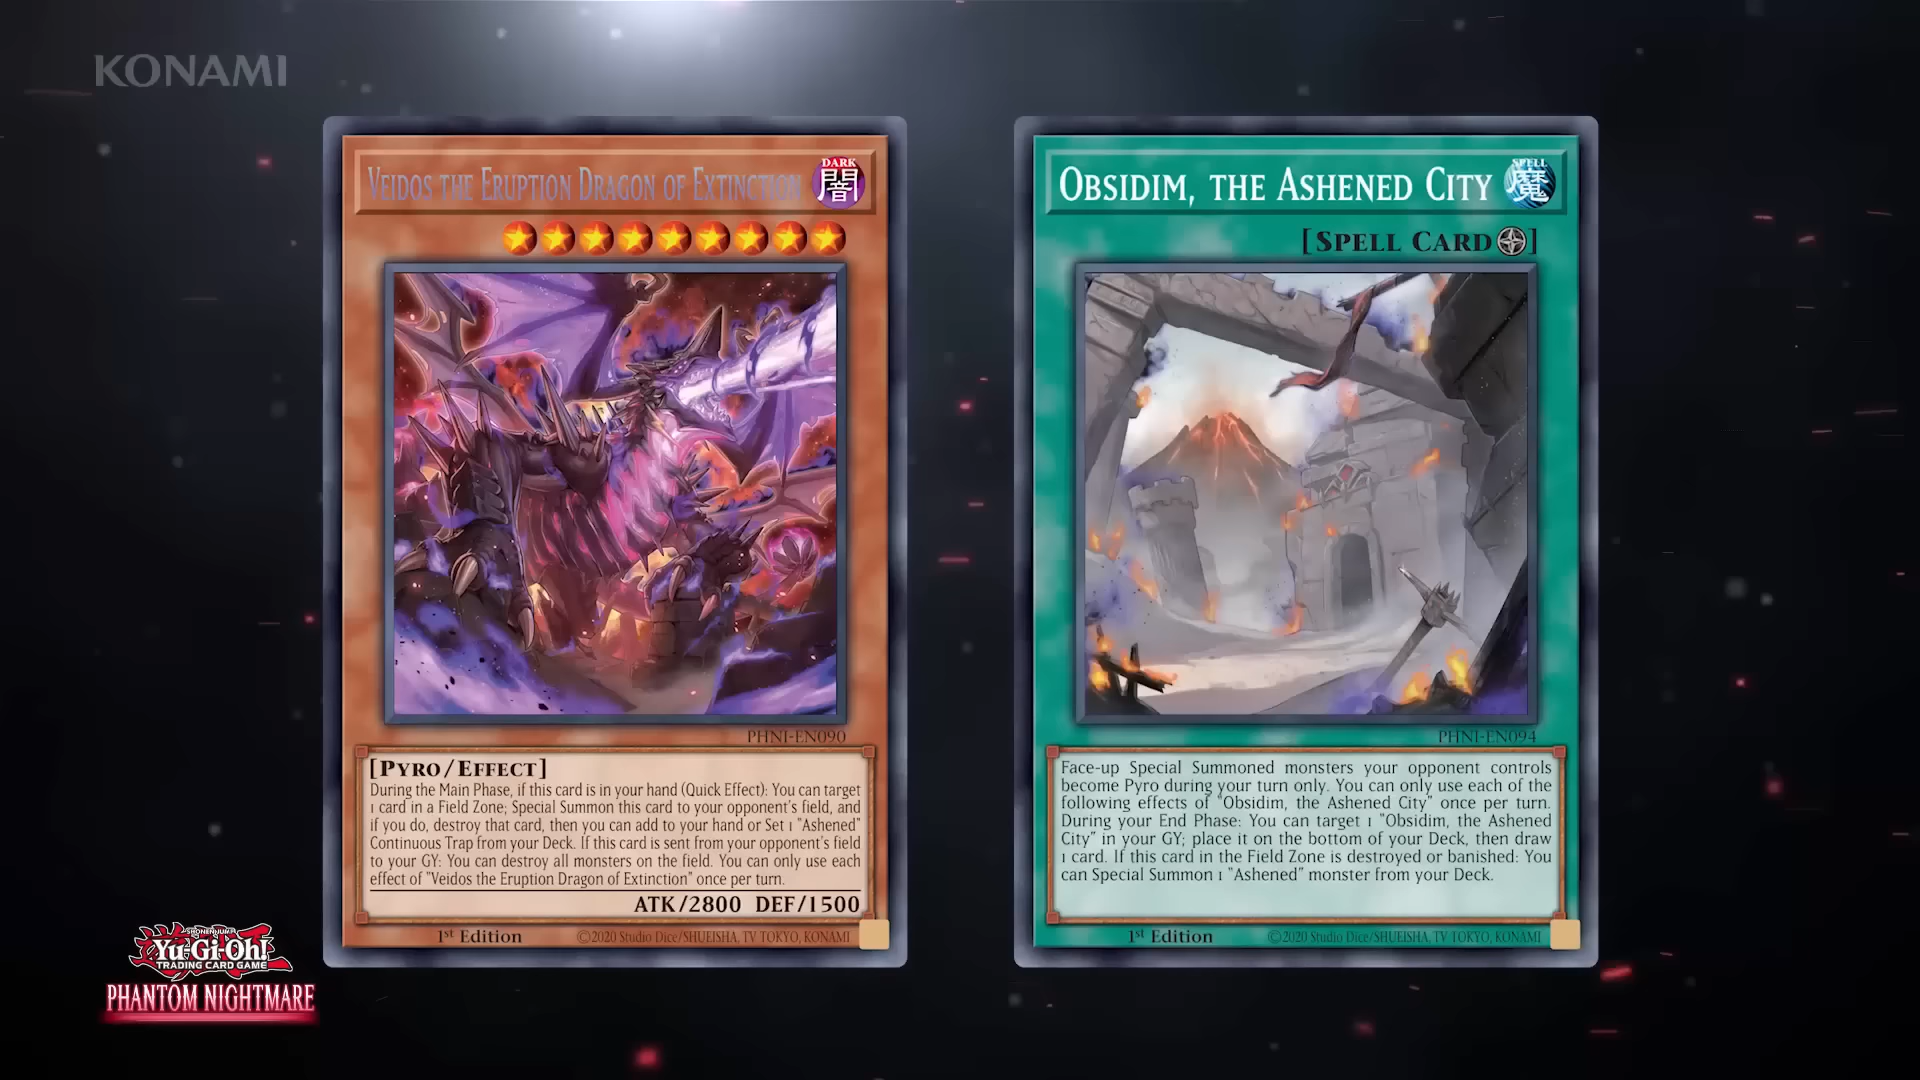 KONAMI
VEIDOS THE ERUPTION DRAGON OF EXTINCTION
DARK
闇
PHNI-EN090
[PYRO/EFFECT]
During the Main Phase, if this card is in your hand (Quick Effect): You can target
1 card in a Field Zone; Special Summon this card to your opponent's field, and
if you do, destroy that card, then you can add to your hand or Set 1 "Ashened"
Continuous Trap from your Deck. If this card is sent from your opponent's field
to your GY: You can destroy all monsters on the field. You can only use each
effect of "Veidos the Eruption Dragon of Extinction" once per turn.
ATK/2800 DEF/1500
1st Edition
©2020 Studio Dice/SHUEISHA, TV TOKYO, KONAMI
OBSIDIM, THE ASHENED CITY
SPELL
魔
[SPELL CARD]
PHNI-EN094
Face-up Special Summoned monsters your opponent controls
become Pyro during your turn only. You can only use each of the
following effects of "Obsidim, the Ashened City" once per turn.
During your End Phase: You can target 1 "Obsidim, the Ashened
City" in your GY; place it on the bottom of your Deck, then draw
1 card. If this card in the Field Zone is destroyed or banished: You
can Special Summon 1 "Ashened" monster from your Deck.
1st Edition
©2020 Studio Dice/SHUEISHA, TV TOKYO, KONAMI
SHONEN JUMP
Yu-Gi-Oh!
TRADING CARD GAME
PHANTOM NIGHTMARE